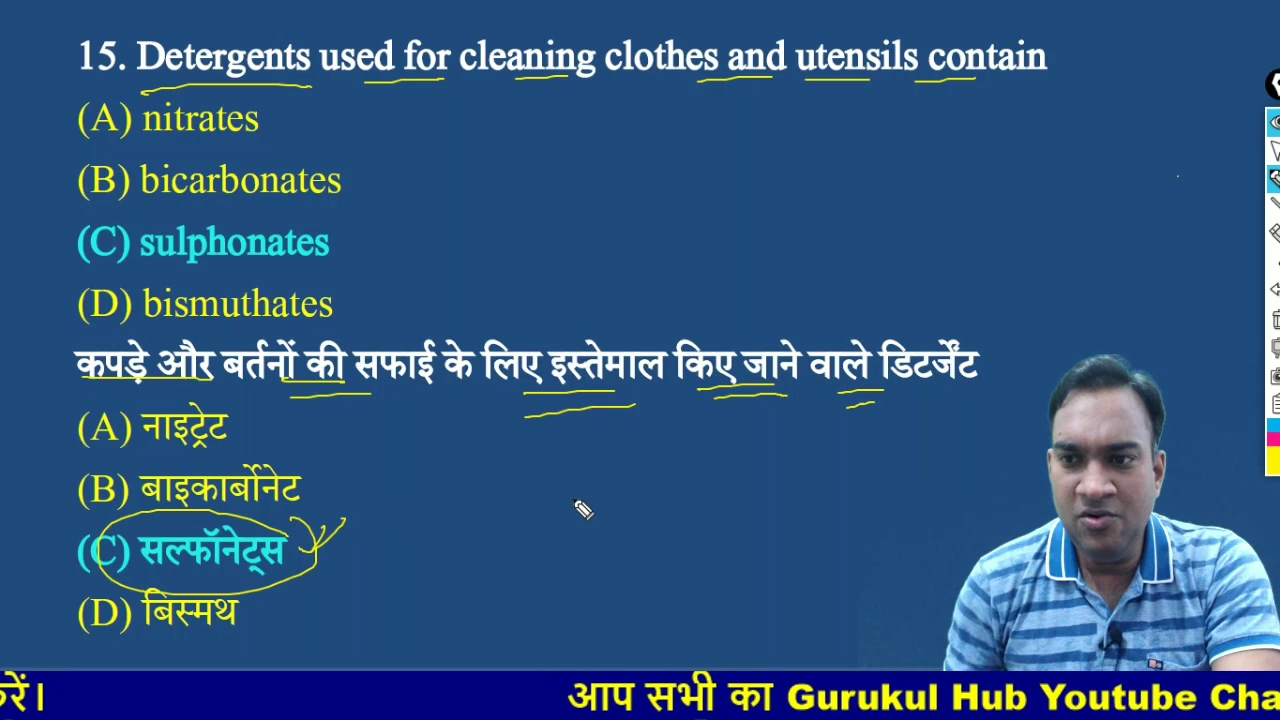 15. Detergents used for cleaning clothes and utensils contain
(A) nitrates
(B) bicarbonates
(C) sulphonates
(D) bismuthates
कपड़े और बर्तनों की सफाई के लिए इस्तेमाल किए जाने वाले डिटर्जेंट
(A) नाइट्रेट
(B) बाइकार्बोनेट
(C) सल्फॉनेट्स
(D) बिस्मथ
करें। आप सभी का Gurukul Hub Youtube Cha